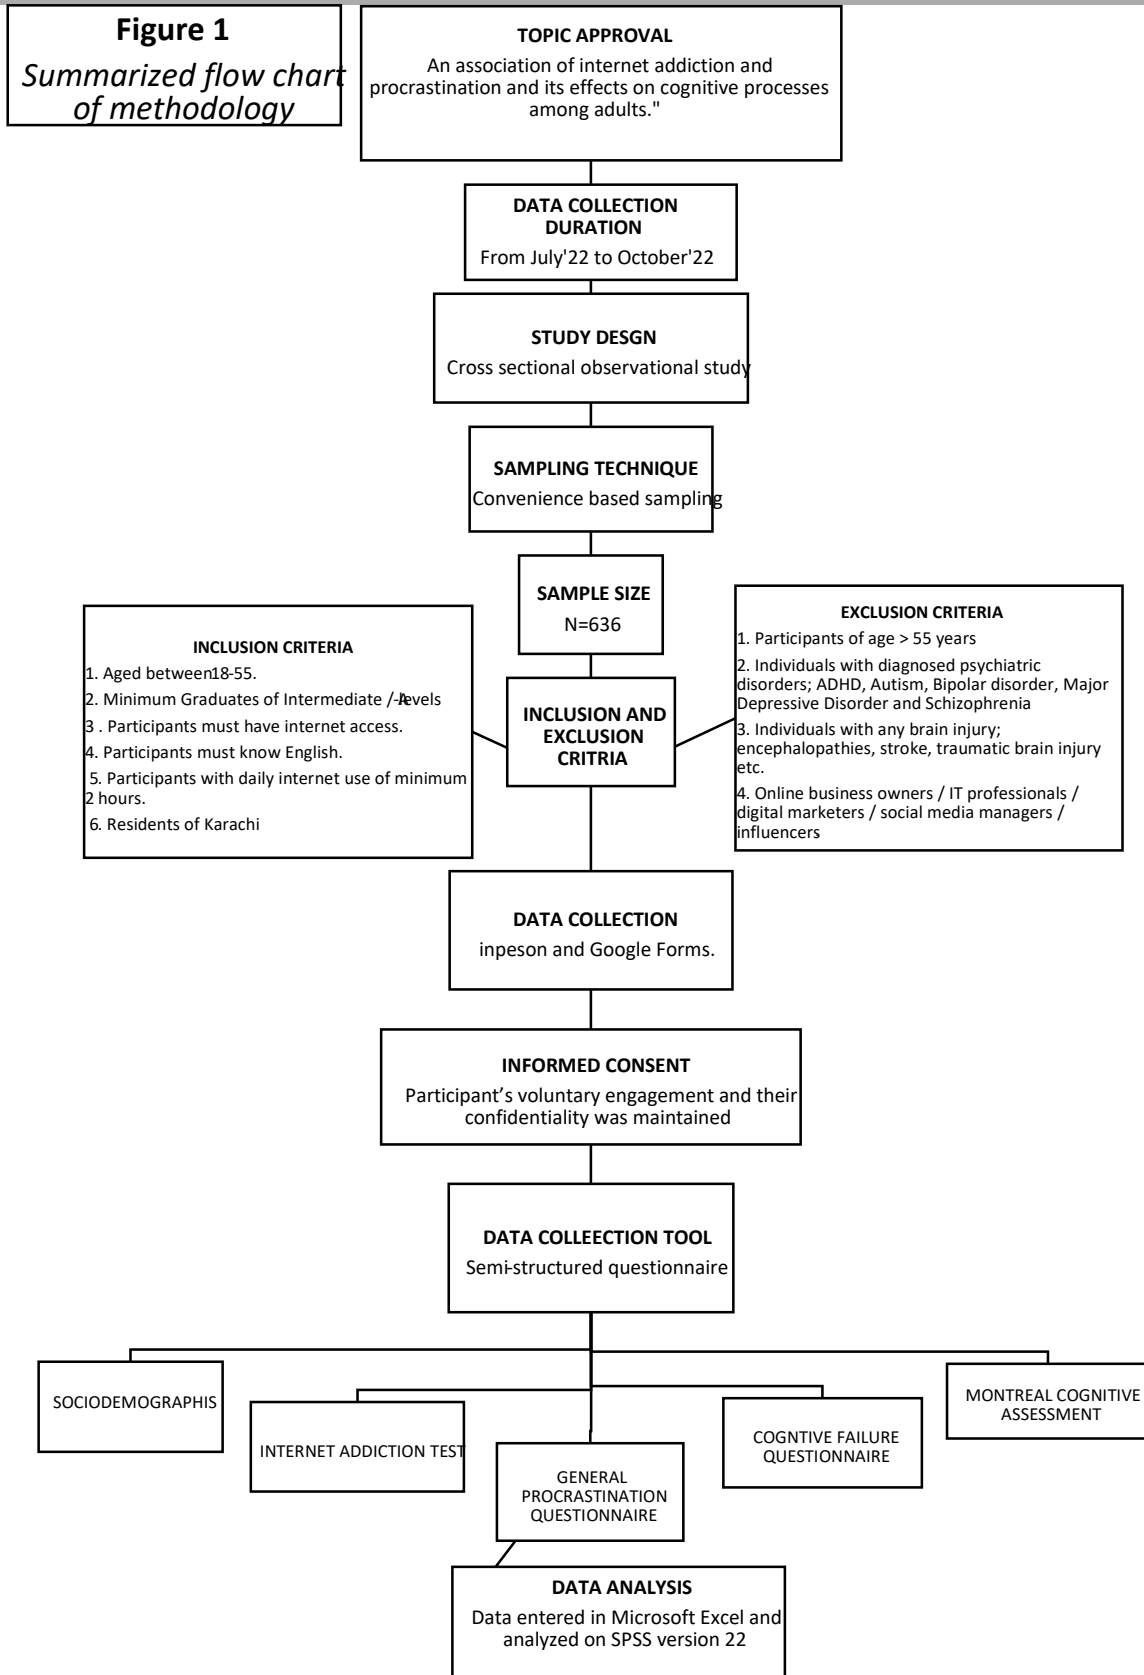 Figure 1
Summarized flow chart
of methodology
TOPIC APPROVAL
An association of internet addiction and
procrastination and its effects on cognitive processes
among adults."
DATA COLLECTION
DURATION
From July'22 to October'22
STUDY DESGN
Cross sectional observational study
SAMPLING TECHNIQUE
Convenience based sampling
SAMPLE SIZE
N=636
INCLUSION CRITERIA
1. Aged between18-55.
2. Minimum Graduates of Intermediate /A-levels
3 . Participants must have internet access.
4. Participants must know English.
5. Participants with daily internet use of minimum
2 hours.
6. Residents of Karachi
INCLUSION AND
EXCLUSION
CRITRIA
EXCLUSION CRITERIA
1. Participants of age > 55 years
2. Individuals with diagnosed psychiatric
disorders; ADHD, Autism, Bipolar disorder, Major
Depressive Disorder and Schizophrenia
3. Individuals with any brain injury;
encephalopathies, stroke, traumatic brain injury
etc.
4. Online business owners / IT professionals /
digital marketers / social media managers /
influencers
DATA COLLECTION
inpeson and Google Forms.
INFORMED CONSENT
Participant’s voluntary engagement and their
confidentiality was maintained
DATA COLLEECTION TOOL
Semi-structured questionnaire
SOCIODEMOGRAPHIS
INTERNET ADDICTION TEST
GENERAL
PROCRASTINATION
QUESTIONNAIRE
COGNTIVE FAILURE
QUESTIONNAIRE
MONTREAL COGNITIVE
ASSESSMENT
DATA ANALYSIS
Data entered in Microsoft Excel and
analyzed on SPSS version 22